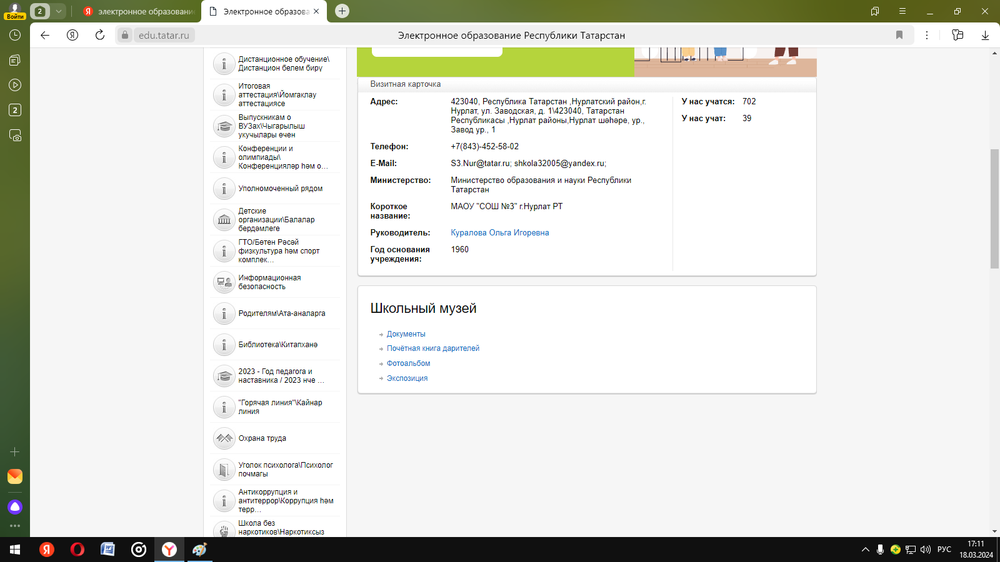 Войти
2
электронное образовани
Электронное образова
edu.tatar.ru
Электронное образование Республики Татарстан
2
Дистанционное обучение\
Дистанцион белем бирү
Итоговая
аттестация\Йомгаклау
аттестациясе
Выпускникам о
ВУЗах\Чыгарылыш
укучылары өчен
Конференции и
олимпиады\
Конференцияләр һәм о...
Уполномоченный рядом
Детские
организации\Балалар
бердәмлеге
ГТО/Бөтен Рәсәй
физкультура һәм спорт
комплек...
Информационная
безопасность
Родителям\Ата-аналарга
Библиотека\Китапханә
2023 - Год педагога и
наставника / 2023 нче ...
"Горячая линия"\Кайнар
линия
Охрана труда
Уголок психолога\Психолог
почмагы
Антикоррупция и
антитеррор\Коррупция һәм
терр...
Школа без
наркотиков\Наркотиксыз
Визитная карточка
Адрес:
423040, Республика Татарстан ,Нурлатский район,г.
Нурлат, ул. Заводская, д. 1\423040, Татарстан
Республикасы ,Нурлат районы,Нурлат шәһәре, ур.,
Завод ур., 1
Телефон:
+7(843)-452-58-02
E-Mail:
S3.Nur@tatar.ru; shkola32005@yandex.ru;
Министерство:
Министерство образования и науки Республики
Татарстан
Короткое
название:
МАОУ "СОШ №3" г.Нурлат РТ
Руководитель:
Куралова Ольга Игоревна
Год основания
учреждения:
1960
У нас учатся: 702
У нас учат: 39
Школьный музей
Документы
Почётная книга дарителей
Фотоальбом
Экспозиция
РУС
17:11
18.03.2024